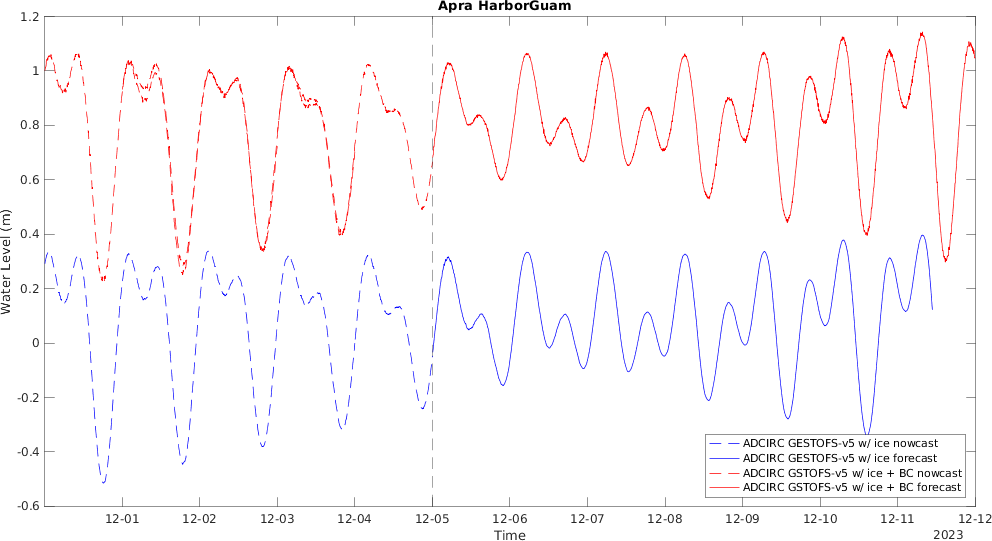 Apra HarborGuam
1.2
1
0.8
0.6
0.4
0.2
0
-0.2
-0.4
-0.6
Water Level (m)
ADCIRC GESTOFS-v5 w/ ice nowcast
ADCIRC GESTOFS-v5 w/ ice forecast
ADCIRC GSTOFS-v5 w/ ice + BC nowcast
ADCIRC GSTOFS-v5 w/ ice + BC forecast
12-01 12-02 12-03 12-04 12-05 12-06 12-07 12-08 12-09 12-10 12-11 12-12
Time
2023